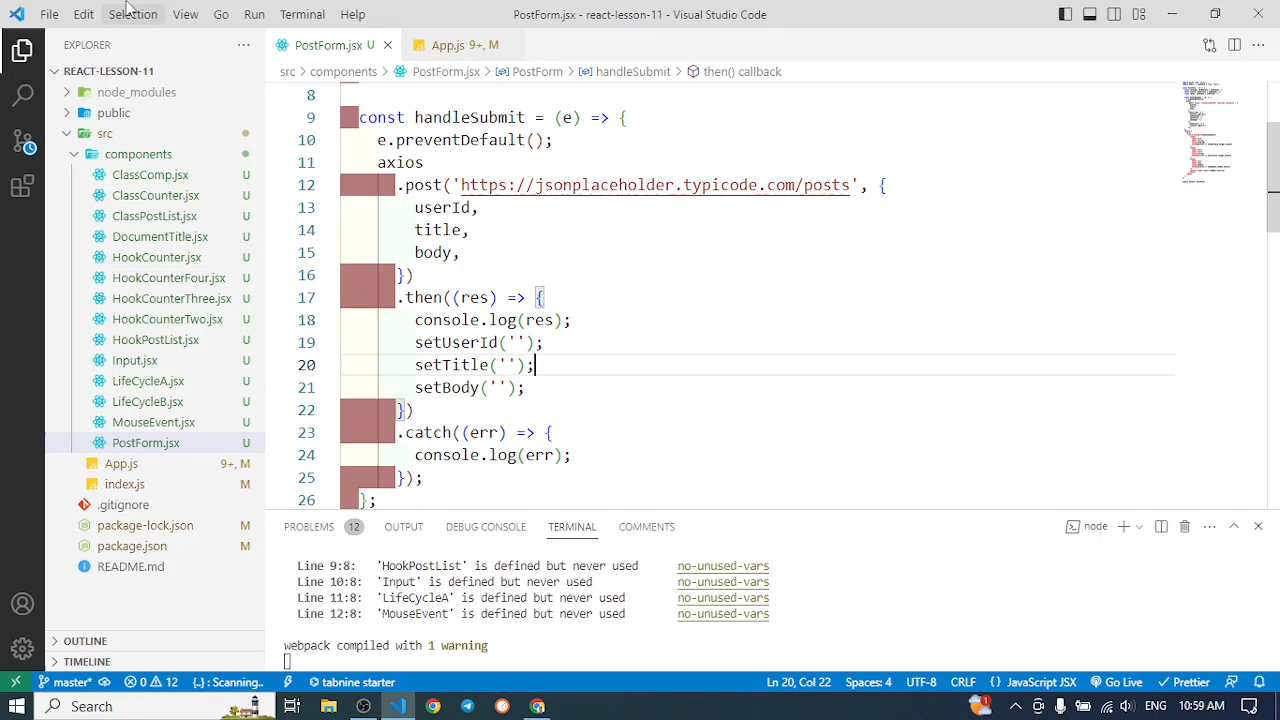 File Edit Selection View Go Run Terminal Help PostForm.jsx - react-lesson-11 - Visual Studio Code
EXPLORER
REACT-LESSON-11
node_modules
public
src
components
ClassComp.jsx U
ClassCounter.jsx U
ClassPostList.jsx U
DocumentTitle.jsx U
HookCounter.jsx U
HookCounterFour.jsx U
HookCounterThree.jsx U
HookCounterTwo.jsx U
HookPostList.jsx U
Input.jsx U
LifeCycleA.jsx U
LifeCycleB.jsx U
MouseEvent.jsx U
PostForm.jsx U
App.js 9+, M
index.js M
.gitignore
package-lock.json M
package.json M
README.md
OUTLINE
TIMELINE
PostForm.jsx U App.js 9+, M
src components PostForm.jsx PostForm handleSubmit then() callback
8
9 const handleSubmit = (e) => {
10 e.preventDefault();
11 axios
12 .post('https://jsonplaceholder.typicode.com/posts', {
13 userId,
14 title,
15 body,
16 })
17 .then((res) => {
18 console.log(res);
19 setUserId('');
20 setTitle('');
21 setBody('');
22 })
23 .catch((err) => {
24 console.log(err);
25 });
26 };
PROBLEMS 12 OUTPUT DEBUG CONSOLE TERMINAL COMMENTS node
Line 9:8: 'HookPostList' is defined but never used no-unused-vars
Line 10:8: 'Input' is defined but never used no-unused-vars
Line 11:8: 'LifeCycleA' is defined but never used no-unused-vars
Line 12:8: 'MouseEvent' is defined but never used no-unused-vars
webpack compiled with 1 warning
master* 0 12 {..} : Scanning.. tabnine starter Ln 20, Col 22 Spaces: 4 UTF-8 CRLF {} JavaScript JSX Go Live Prettier
Search ENG 10:59 AM